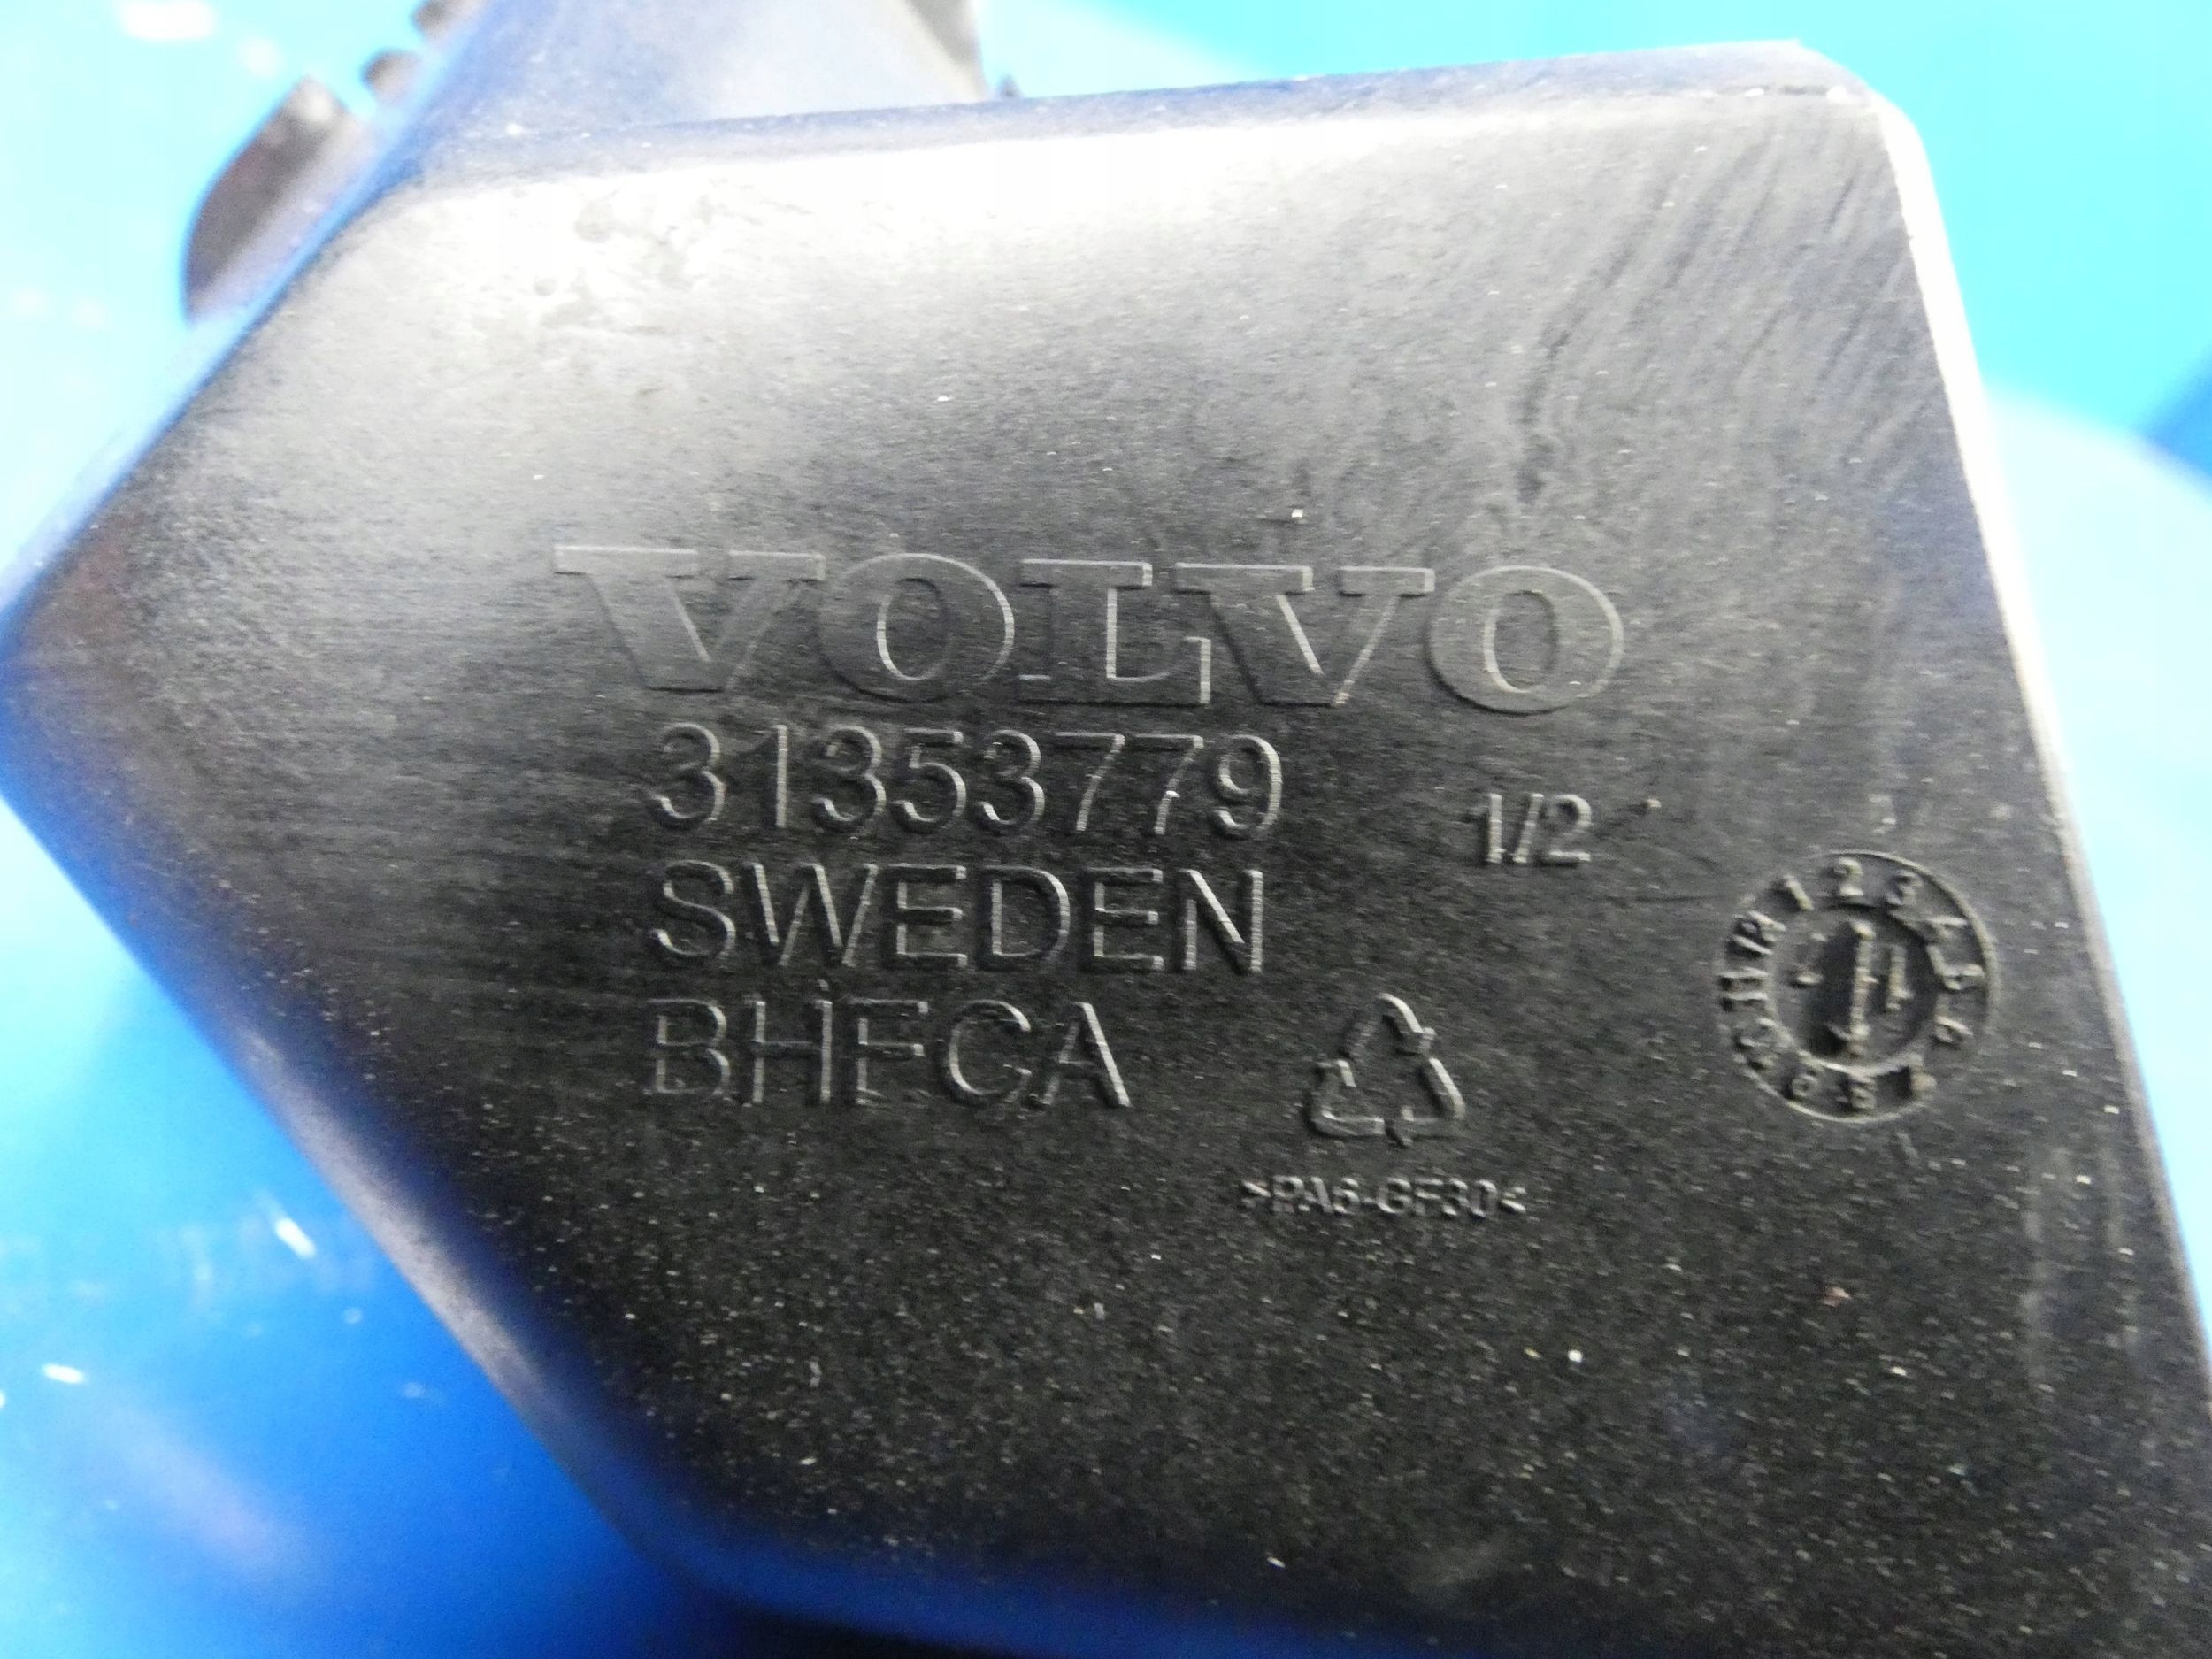 VOLVO
31353779
1/2
SWEDEN
BHFCA
>PA6-GF30<